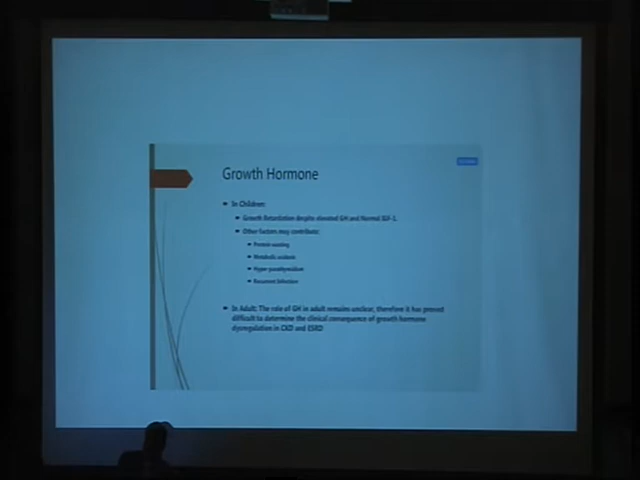 Growth Hormone
In Children:
Growth Retardation despite elevated GH and Normal IGF-1.
Other Factors may contribute:
Protein wasting
Metabolic acidosis
Hyper parathyroidism
Recurrent Infection
In Adult: The role of GH in adult remains unclear, therefore it has proved
difficult to determine the clinical consequence of growth hormone
dysregulation in CKD and ESRD